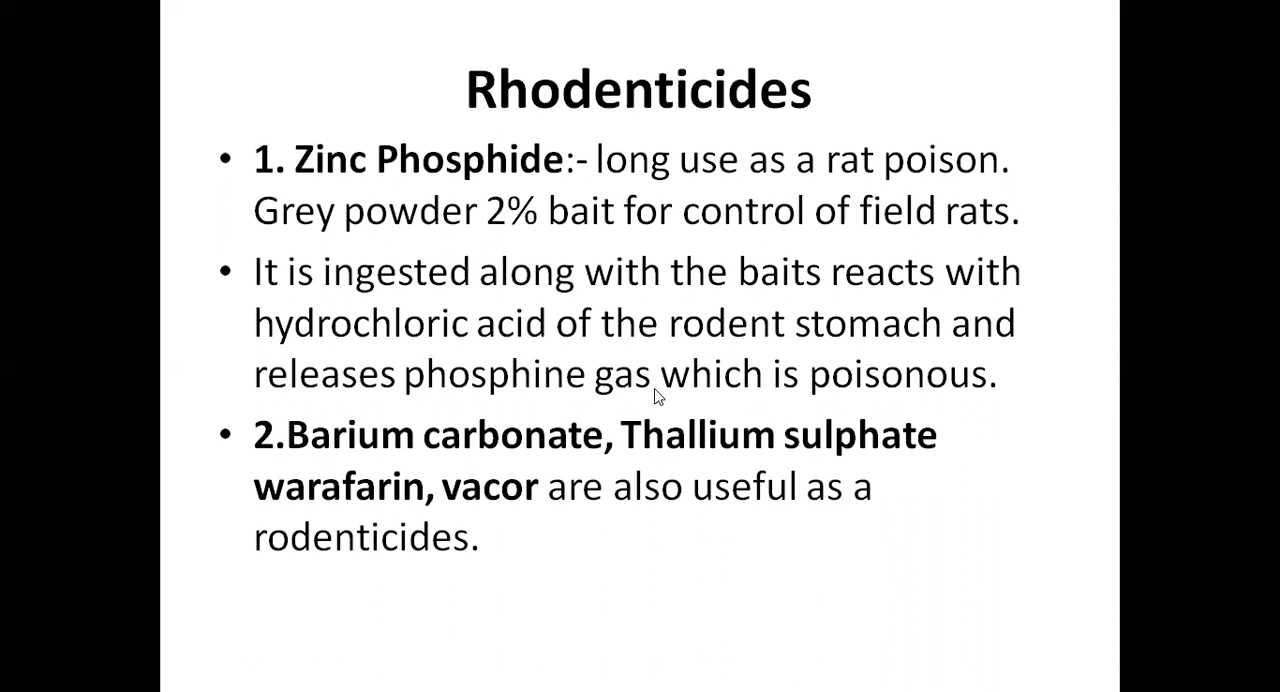 Rhodenticides
• 1. Zinc Phosphide:- long use as a rat poison.
Grey powder 2% bait for control of field rats.
• It is ingested along with the baits reacts with
hydrochloric acid of the rodent stomach and
releases phosphine gas which is poisonous.
• 2.Barium carbonate, Thallium sulphate
warafarin, vacor are also useful as a
rodenticides.